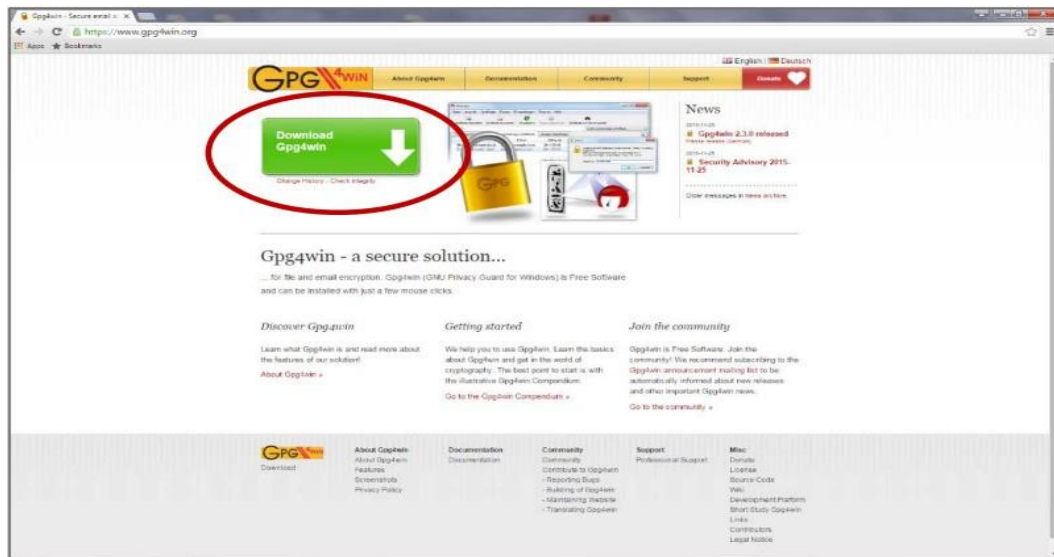 Gpg4win - Secure email a
https://www.gpg4win.org
Apps Bookmarks
English | Deutsch
GPG4WIN
About Gpg4win Documentation Community Support Donate
Download
Gpg4win
Change History - Check integrity
GPG
News
2015-11-25
Gpg4win 2.3.0 released
2015-11-25
Security Advisory 2015-
11-25
Older messages in news archive.
Gpg4win - a secure solution...
... for file and email encryption. Gpg4win (GNU Privacy Guard for Windows) is Free Software
and can be installed with just a few mouse clicks.
Discover Gpg4win
Learn what Gpg4win is and read more about
the features of our solution!
About Gpg4win »
Getting started
We help you to use Gpg4win. Learn the basics
about Gpg4win and get in the world of
cryptography. The best point to start is with
the illustrative Gpg4win Compendium.
Go to the Gpg4win Compendium »
Join the community
Gpg4win is Free Software. Join the
community! We recommend subscribing to the
Gpg4win announcement mailing list to be
automatically informed about new releases
and other important Gpg4win news.
Go to the community »
GPG4WIN
Download
About Gpg4win
About Gpg4win
Features
Screenshots
Privacy Policy
Documentation
Documentation
Community
Community
Contribute to Gpg4win
- Reporting Bugs
- Building of Gpg4win
- Maintaining Website
- Translating Gpg4win
Support
Professional Support
Misc
Donate
License
Source Code
Wiki
Development Platform
Short Study Gpg4win
Links
Contributors
Legal Notice